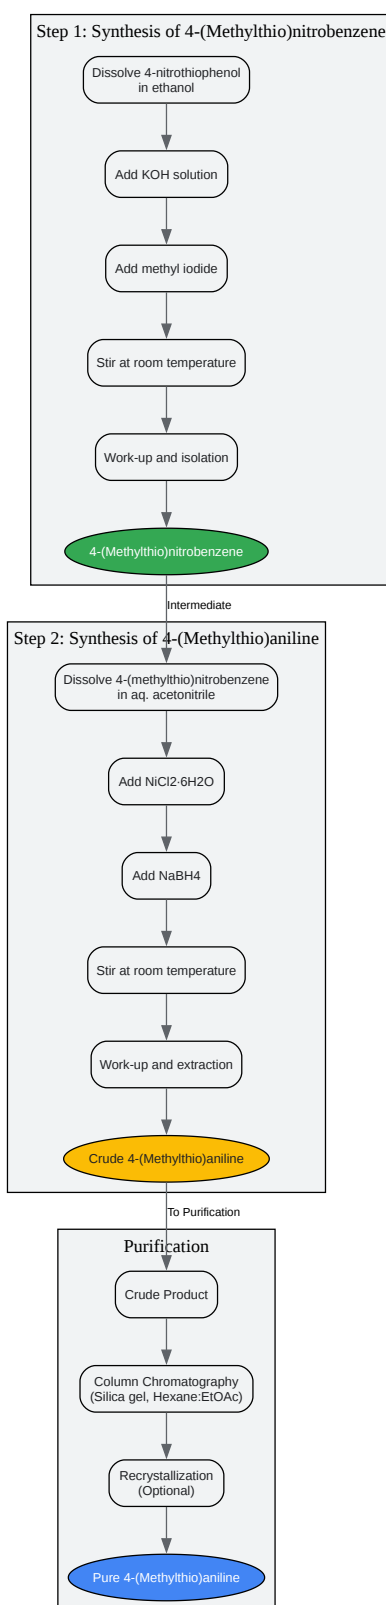 Step 1: Synthesis of 4-(Methylthio)nitrobenzene
Dissolve 4-nitrothiophenol
in ethanol
Add KOH solution
Add methyl iodide
Stir at room temperature
Work-up and isolation
4-(Methylthio)nitrobenzene
Intermediate
Step 2: Synthesis of 4-(Methylthio)aniline
Dissolve 4-(methylthio)nitrobenzene
in aq. acetonitrile
Add NiCl2·6H2O
Add NaBH4
Stir at room temperature
Work-up and extraction
Crude 4-(Methylthio)aniline
To Purification
Purification
Crude Product
Column Chromatography
(Silica gel, Hexane:EtOAc)
Recrystallization
(Optional)
Pure 4-(Methylthio)aniline